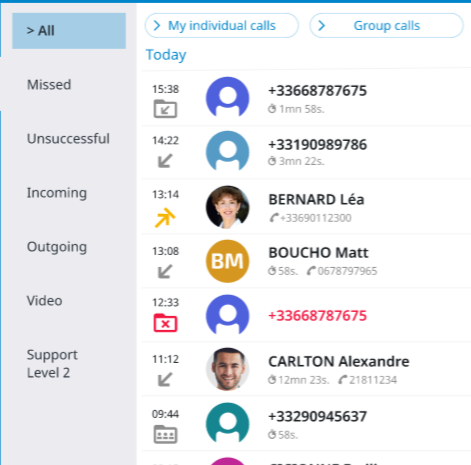 > All
Missed
Unsuccessful
Incoming
Outgoing
Video
Support
Level 2
My individual calls
Group calls
Today
15:38
+33668787675
1mn 58s.
14:22
+33190989786
3mn 22s.
13:14
BERNARD Léa
+33690112300
13:08
BM
BOUCHO Matt
58s. 0678797965
12:33
+33668787675
11:12
CARLTON Alexandre
12mn 23s. 21811234
09:44
+33290945637
58s.